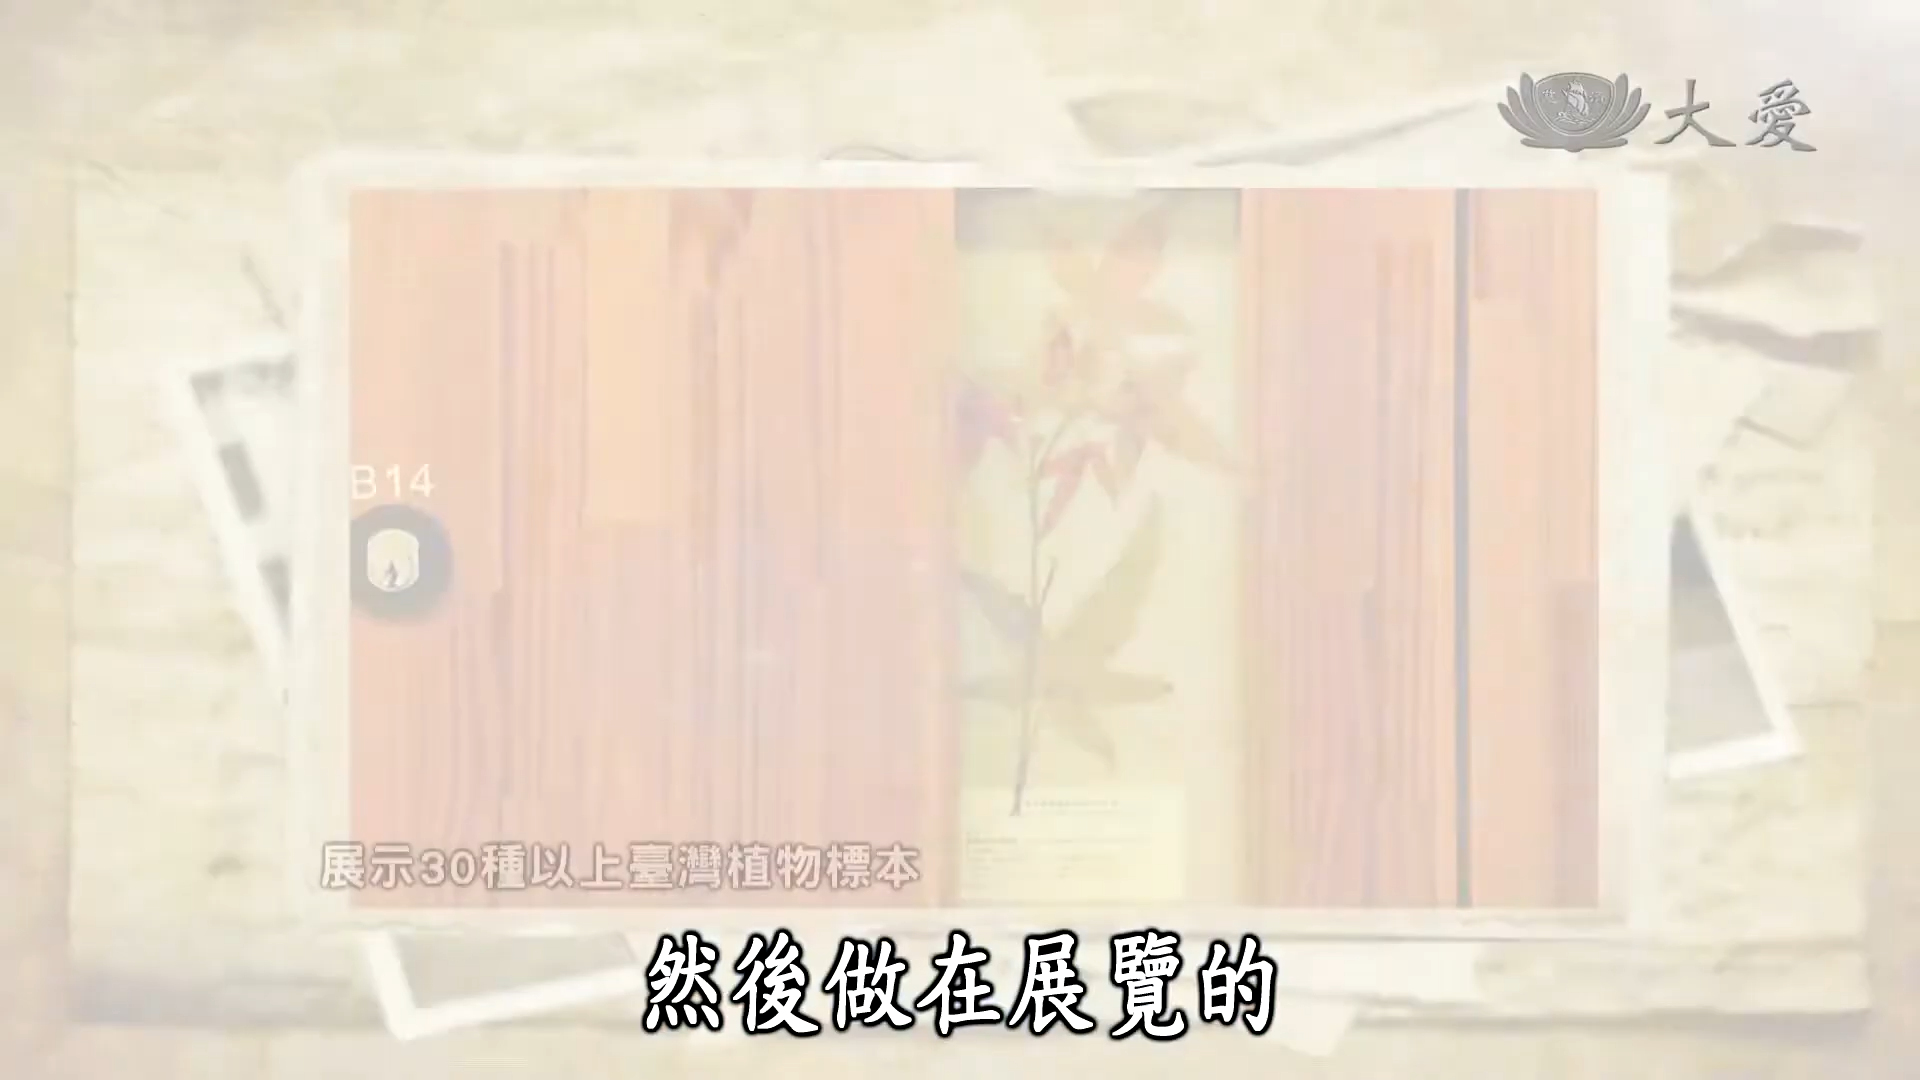 大愛
B14
展示30種以上臺灣植物標本
然後做在展覽的